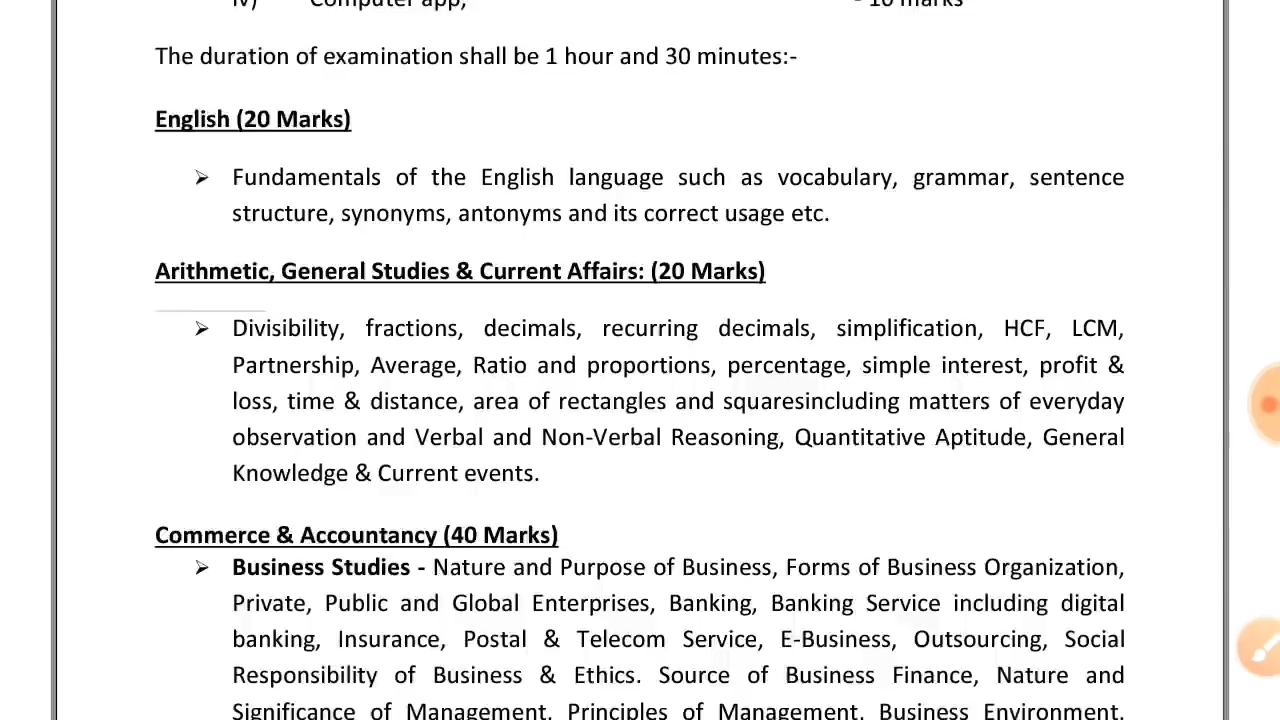 iv) Computer app, - 10 marks
The duration of examination shall be 1 hour and 30 minutes:-
English (20 Marks)
➢ Fundamentals of the English language such as vocabulary, grammar, sentence
structure, synonyms, antonyms and its correct usage etc.
Arithmetic, General Studies & Current Affairs: (20 Marks)
➢ Divisibility, fractions, decimals, recurring decimals, simplification, HCF, LCM,
Partnership, Average, Ratio and proportions, percentage, simple interest, profit &
loss, time & distance, area of rectangles and squaresincluding matters of everyday
observation and Verbal and Non-Verbal Reasoning, Quantitative Aptitude, General
Knowledge & Current events.
Commerce & Accountancy (40 Marks)
➢ Business Studies - Nature and Purpose of Business, Forms of Business Organization,
Private, Public and Global Enterprises, Banking, Banking Service including digital
banking, Insurance, Postal & Telecom Service, E-Business, Outsourcing, Social
Responsibility of Business & Ethics. Source of Business Finance, Nature and
Significance of Management, Principles of Management, Business Environment,